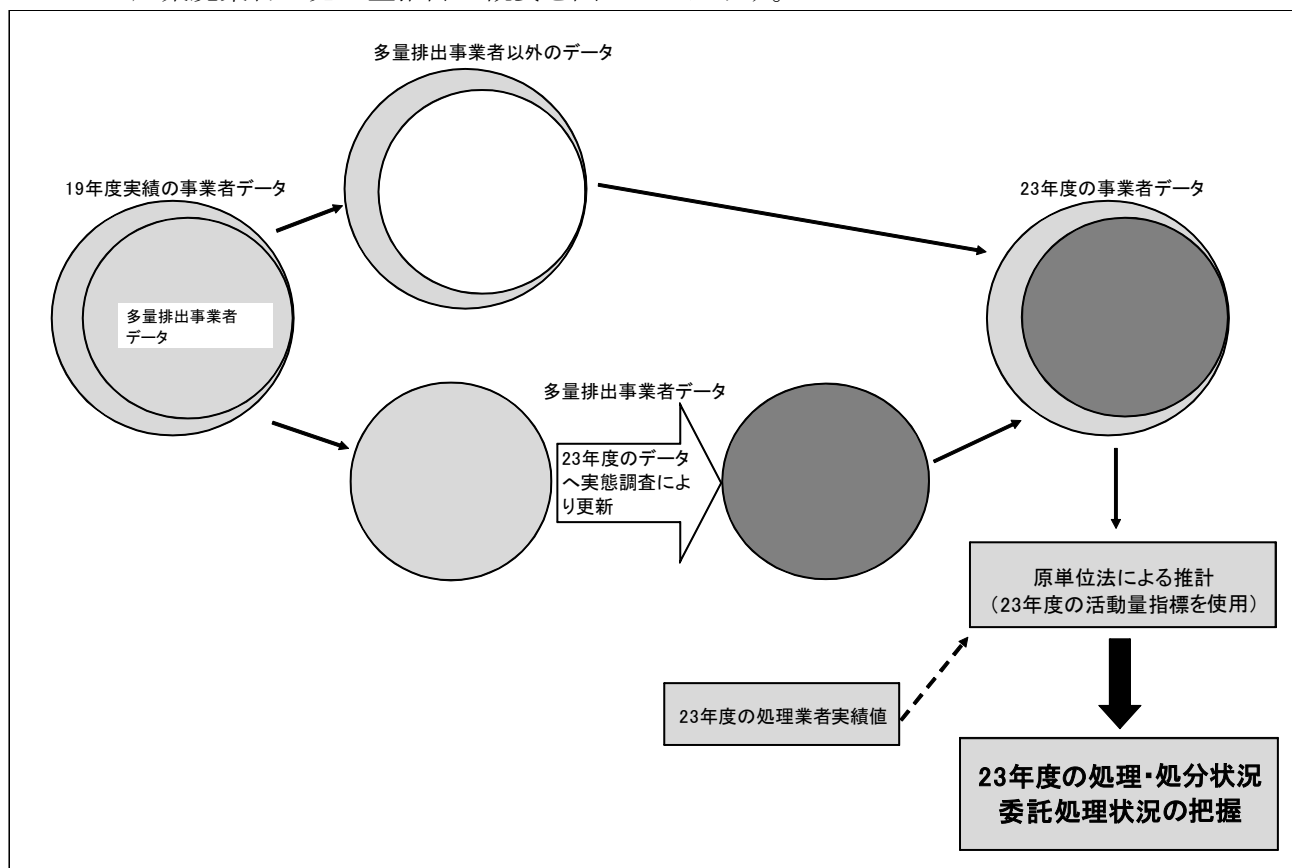 多量排出事業者以外のデータ
19年度実績の事業者データ
23年度の事業者データ
多量排出事業者
データ
多量排出事業者データ
23年度のデータ
へ実態調査によ
り更新
原単位法による推計
（23年度の活動量指標を使用）
23年度の処理業者実績値
23年度の処理・処分状況
委託処理状況の把握